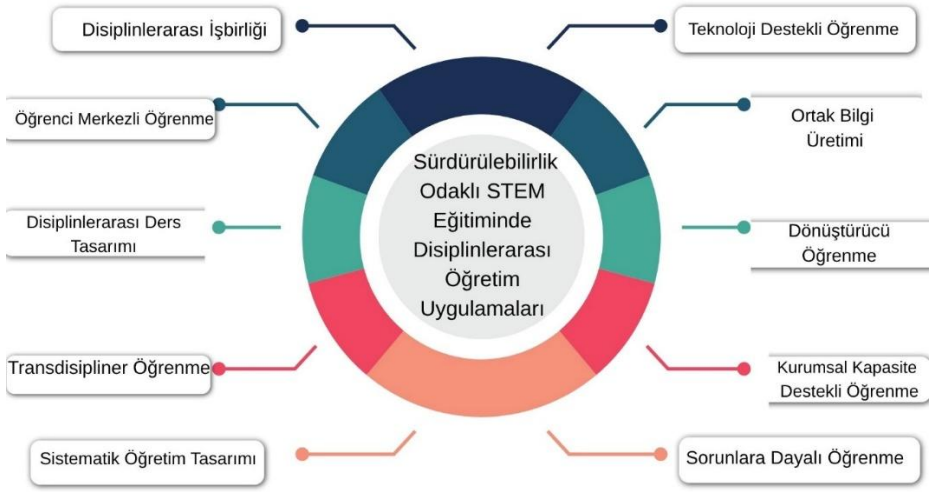 Disiplinlerarası İşbirliği
Teknoloji Destekli Öğrenme
Öğrenci Merkezli Öğrenme
Ortak Bilgi
Üretimi
Disiplinlerarası Ders
Tasarımı
Dönüştürücü
Öğrenme
Transdisipliner Öğrenme
Kurumsal Kapasite
Destekli Öğrenme
Sistematik Öğretim Tasarımı
Sorunlara Dayalı Öğrenme
Sürdürülebilirlik
Odaklı STEM
Eğitiminde
Disiplinlerarası
Öğretim
Uygulamaları